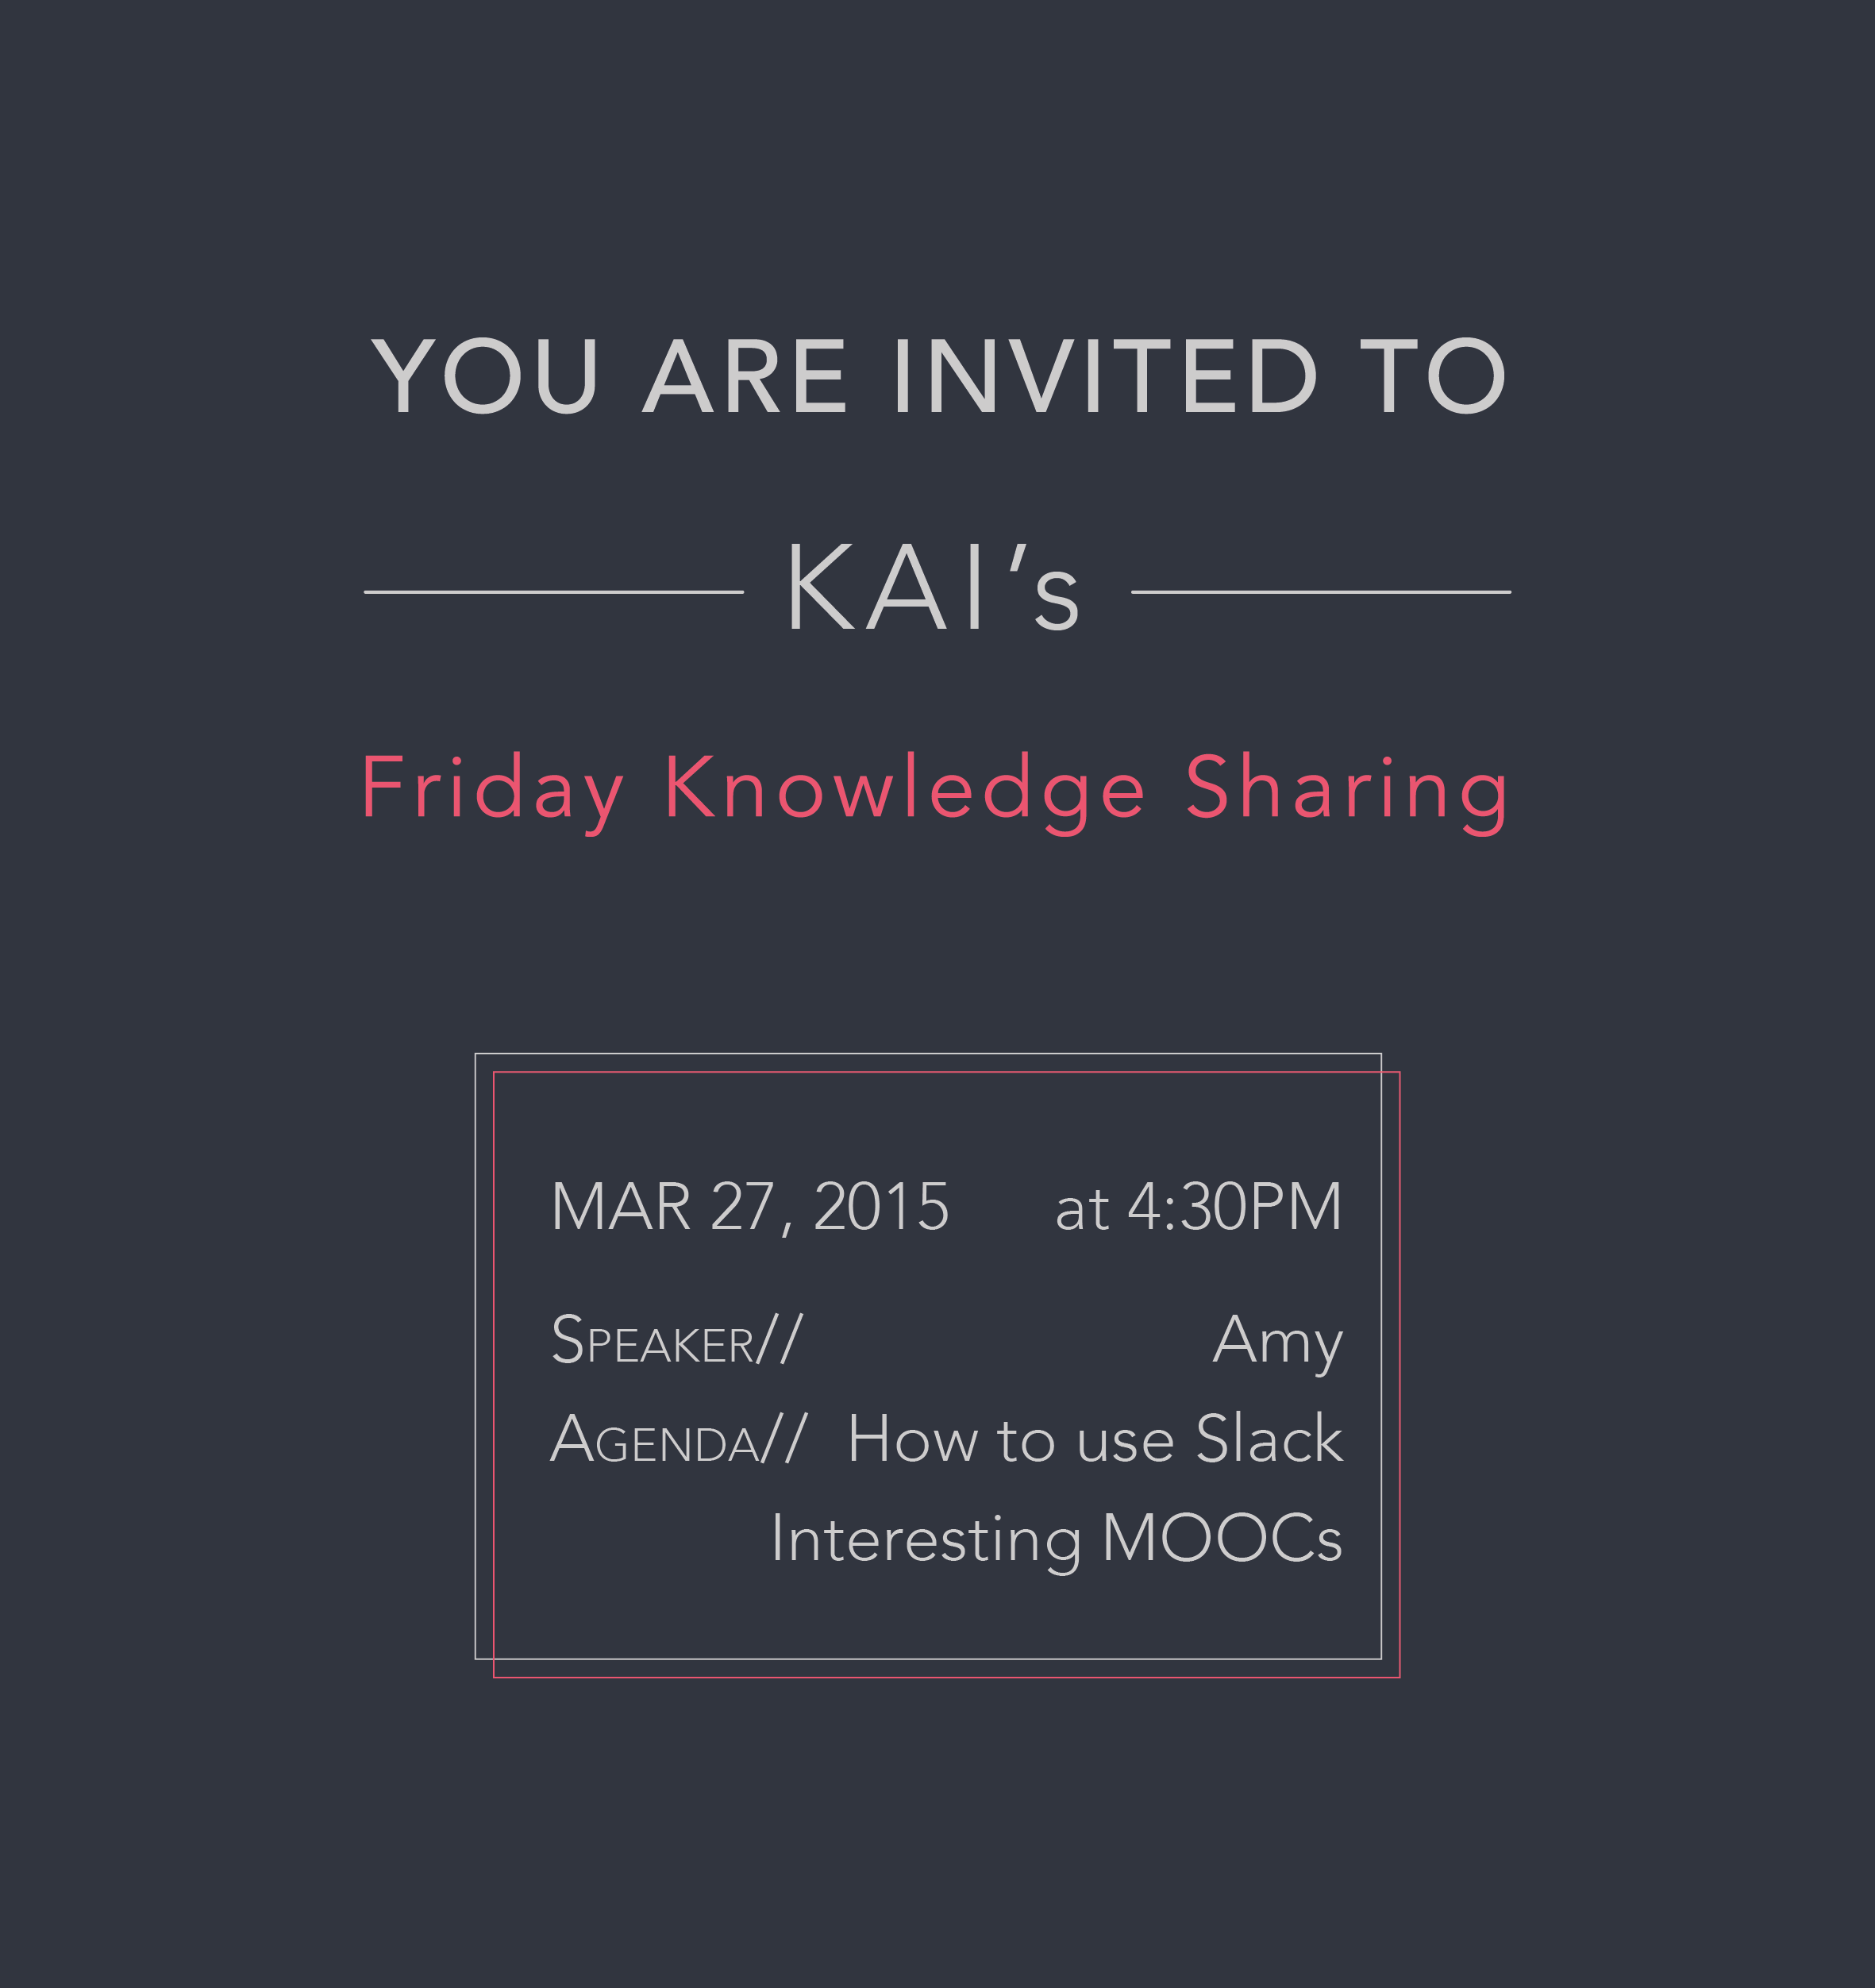 YOU ARE INVITED TO
KAI’s
Friday Knowledge Sharing
MAR 27, 2015 at 4:30PM
Speaker// Amy
Agenda// How to use Slack
Interesting MOOCs